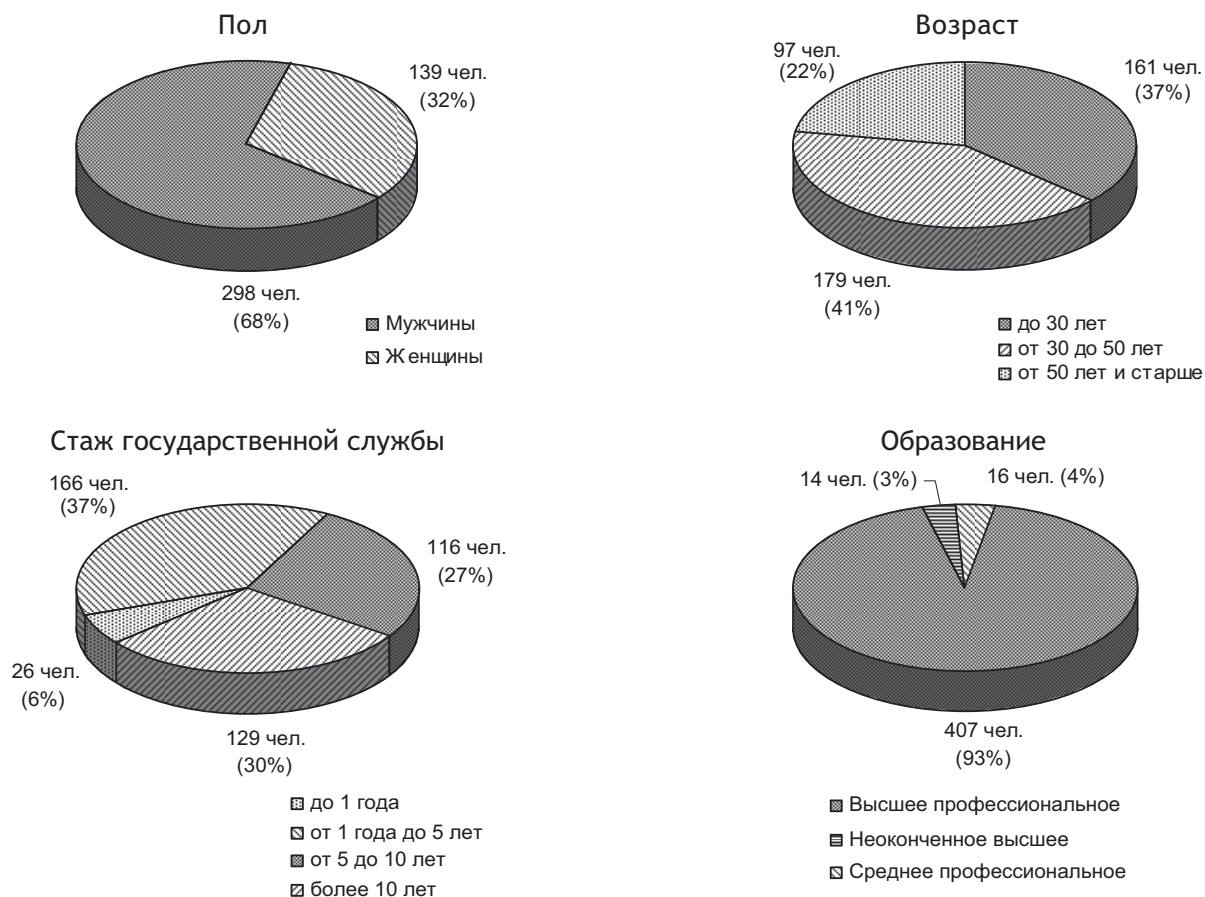 Пол
139 чел.
(32%)
298 чел.
(68%)
Мужчины
Женщины
Возраст
97 чел.
(22%)
161 чел.
(37%)
179 чел.
(41%)
до 30 лет
от 30 до 50 лет
от 50 лет и старше
Стаж государственной службы
166 чел.
(37%)
116 чел.
(27%)
26 чел.
(6%)
129 чел.
(30%)
до 1 года
от 1 года до 5 лет
от 5 до 10 лет
более 10 лет
Образование
14 чел. (3%)
16 чел. (4%)
407 чел.
(93%)
Высшее профессиональное
Неоконченное высшее
Среднее профессиональное